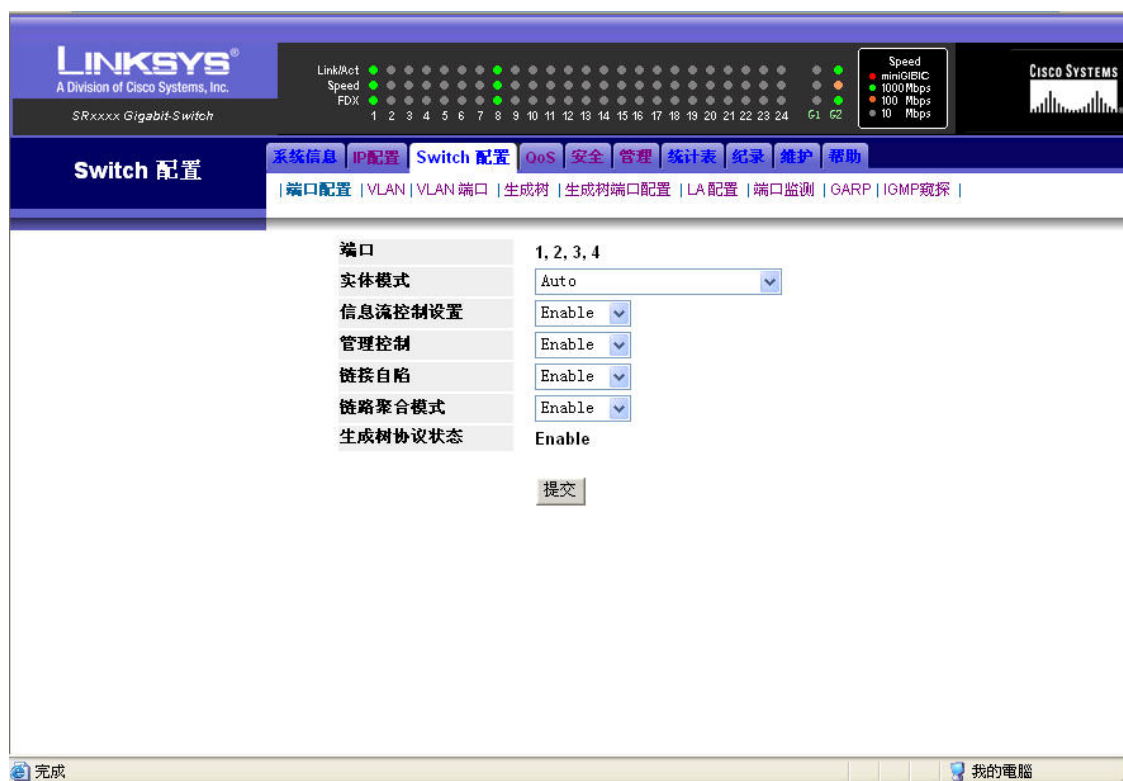 LINKSYS®
A Division of Cisco Systems, Inc.
SRxxxx Gigabit-Switch
Link/Act
Speed
FDX
1 2 3 4 5 6 7 8 9 10 11 12 13 14 15 16 17 18 19 20 21 22 23 24 G1 G2
Speed
miniGIBIC
1000 Mbps
100 Mbps
10 Mbps
CISCO SYSTEMS
Switch 配置
系统信息 IP配置 Switch 配置 QoS 安全 管理 统计表 纪录 维护 帮助
| 端口配置 | VLAN | VLAN 端口 | 生成树 | 生成树端口配置 | LA 配置 | 端口监测 | GARP | IGMP窥探 |
端口 1, 2, 3, 4
实体模式 Auto
信息流控制设置 Enable
管理控制 Enable
链接自陷 Enable
链路聚合模式 Enable
生成树协议状态 Enable
提交
完成 我的電腦